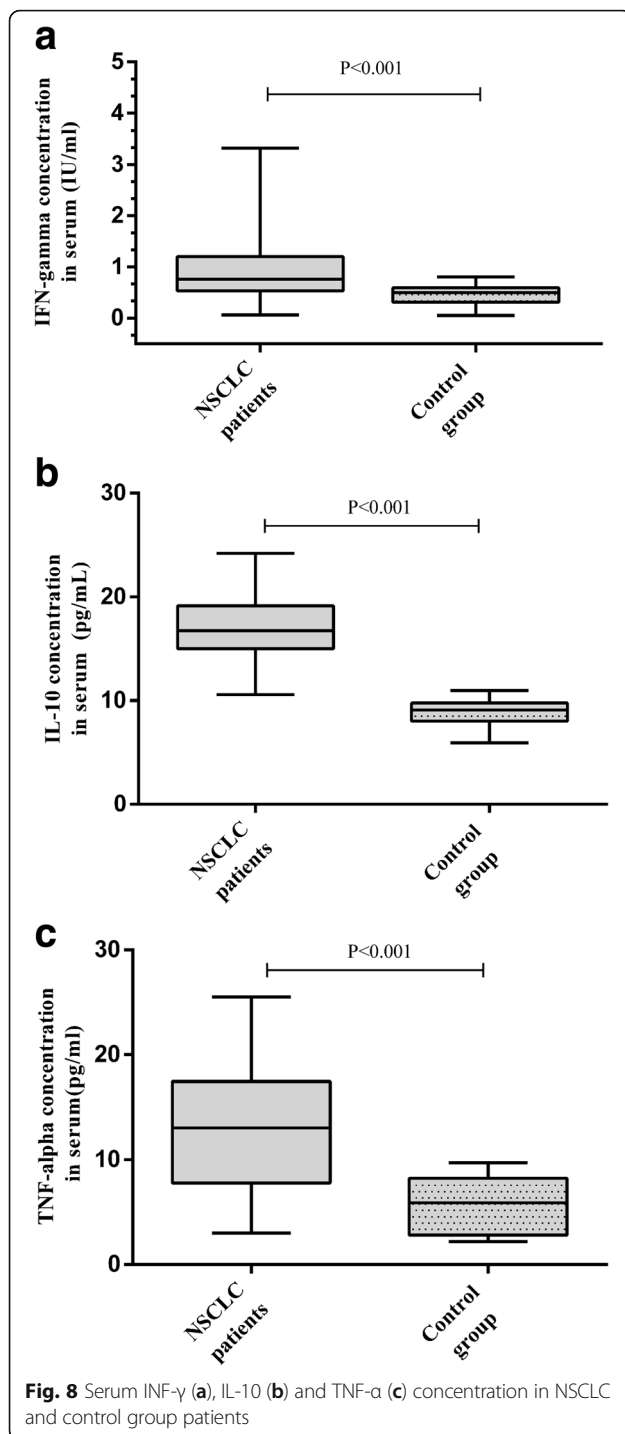 a
P<0.001
IFN-gamma concentration
in serum (IU/ml)
5
4
3
2
1
0
NSCLC
patients
Control
group
b
P<0.001
IL-10 concentration
in serum (pg/mL)
30
20
10
0
NSCLC
patients
Control
group
c
P<0.001
TNF-alpha concentration
in serum(pg/ml)
30
20
10
0
NSCLC
patients
Control
group
Fig. 8 Serum INF-γ (a), IL-10 (b) and TNF-α (c) concentration in NSCLC
and control group patients